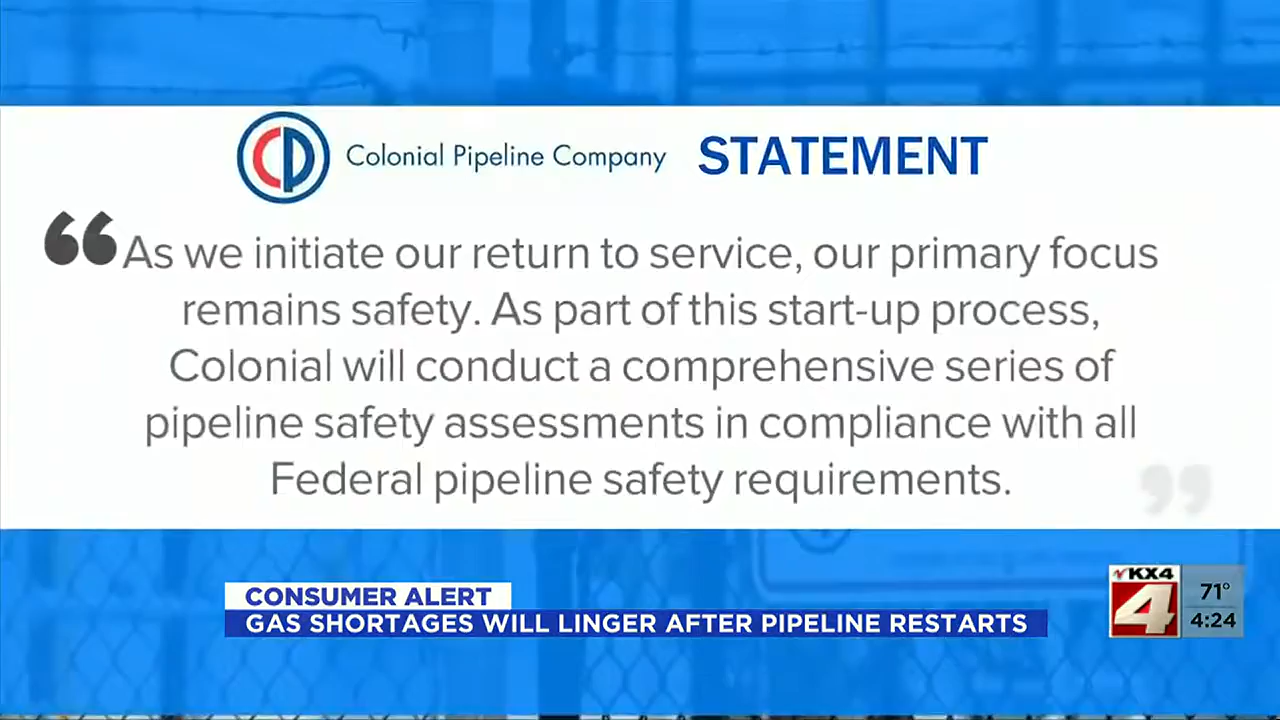 CP Colonial Pipeline Company STATEMENT
“As we initiate our return to service, our primary focus
remains safety. As part of this start-up process,
Colonial will conduct a comprehensive series of
pipeline safety assessments in compliance with all
Federal pipeline safety requirements. ”
CONSUMER ALERT
GAS SHORTAGES WILL LINGER AFTER PIPELINE RESTARTS
KX4
4
71°
4:24